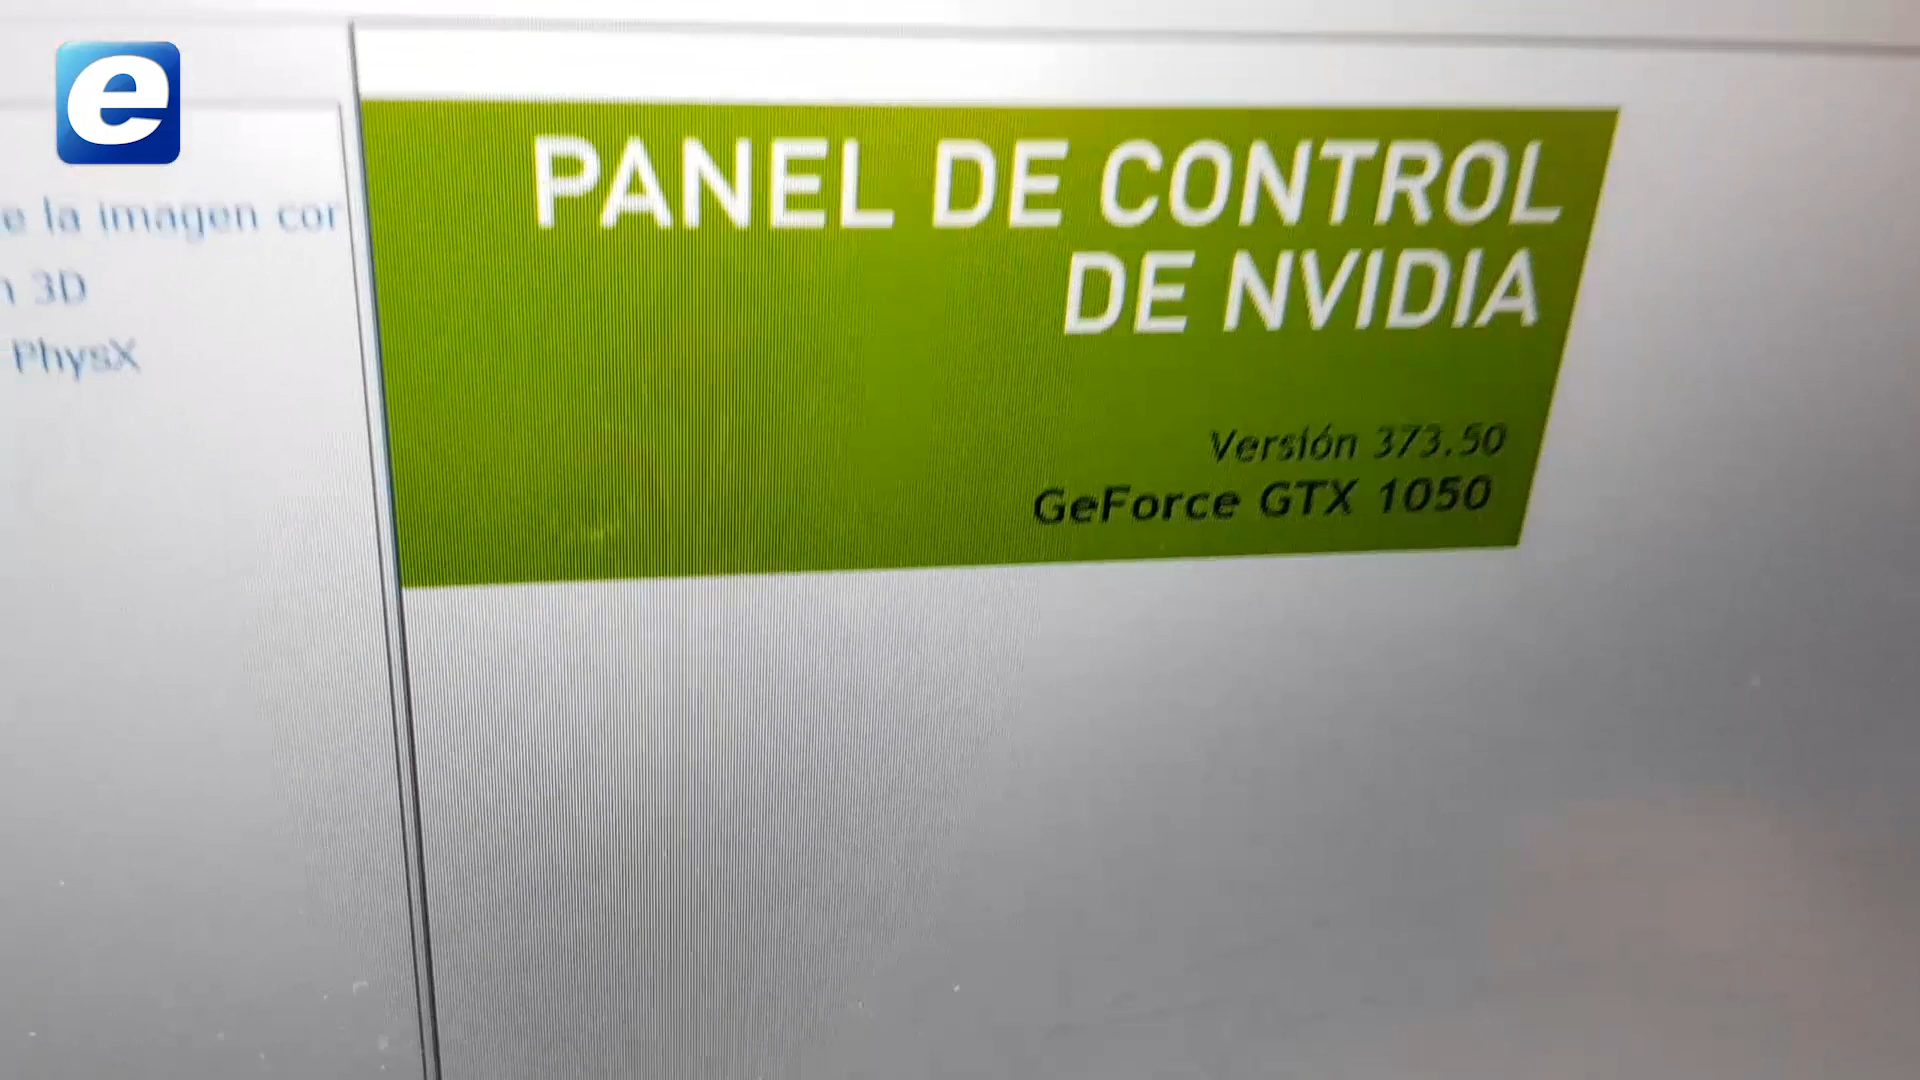 e
e la imagen cor
n 3D
PhysX
PANEL DE CONTROL
DE NVIDIA
Versión 373.50
GeForce GTX 1050